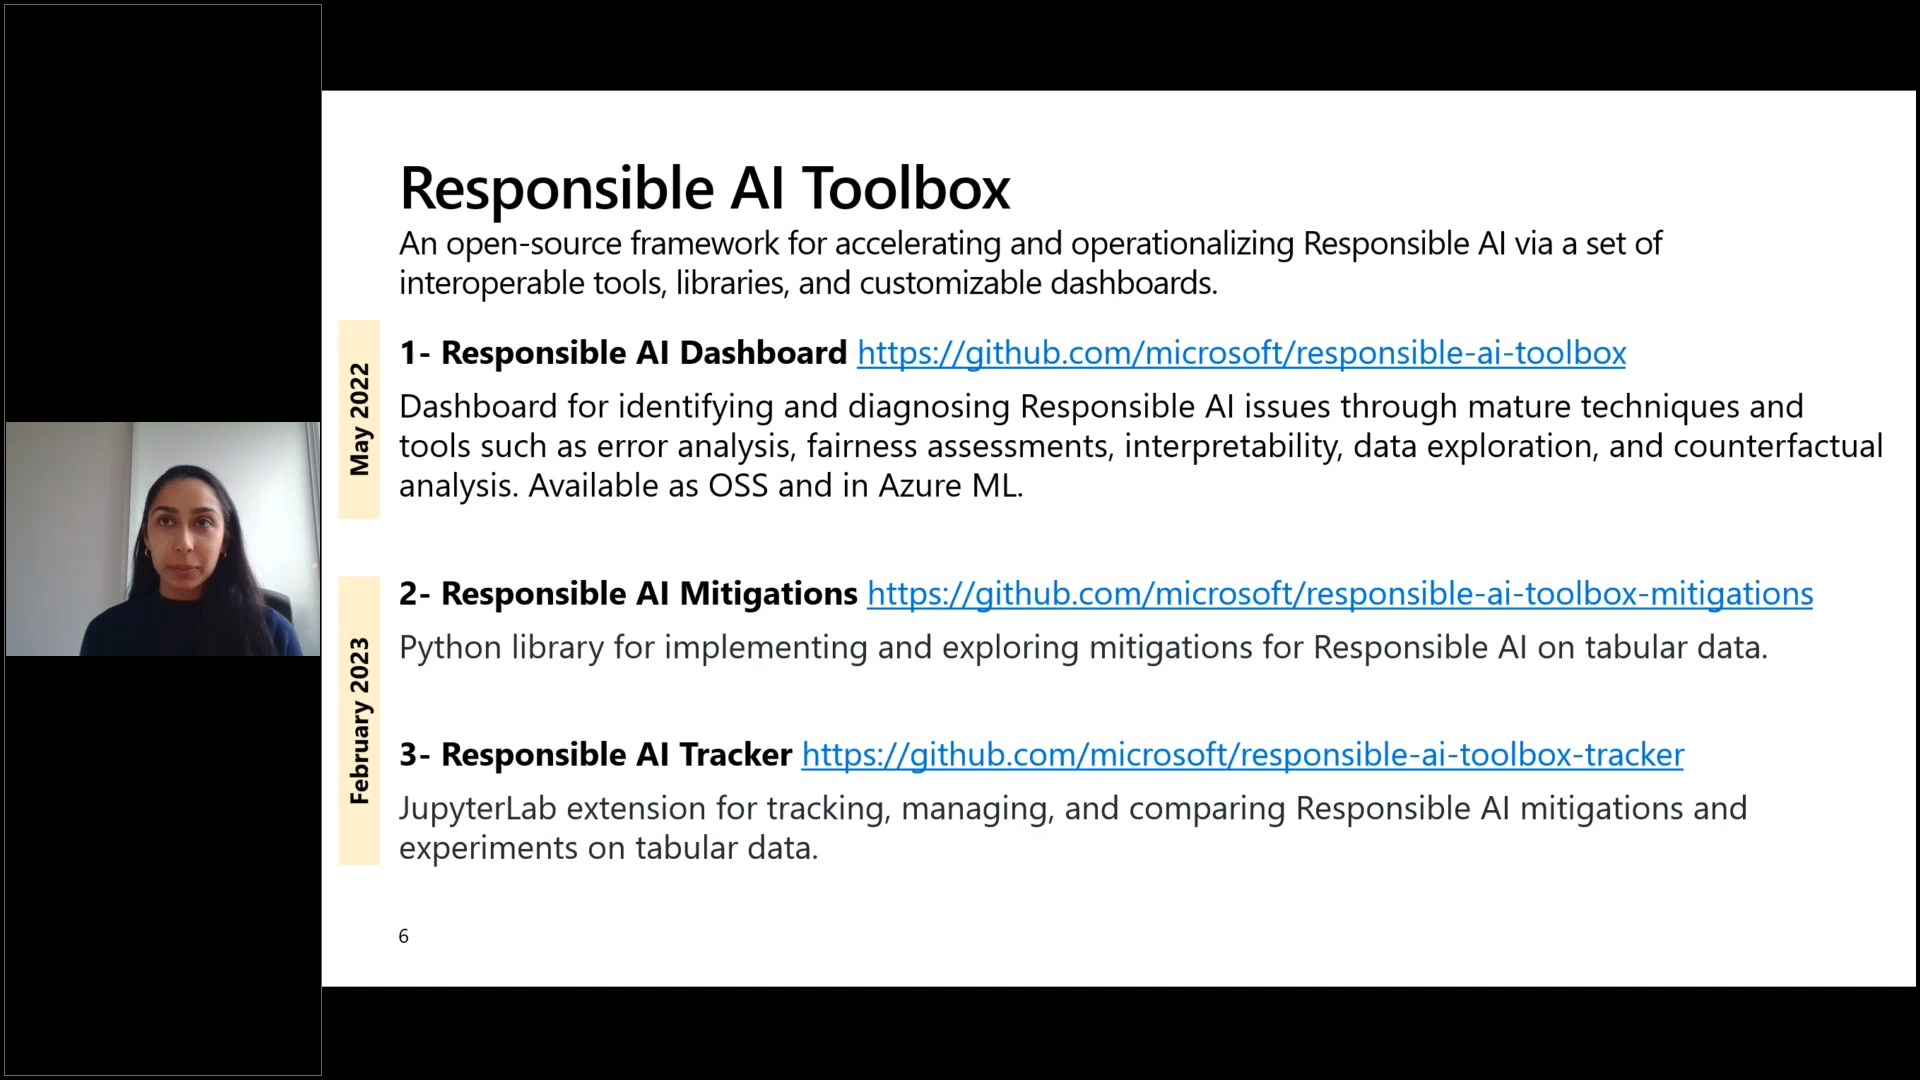 Responsible AI Toolbox
An open-source framework for accelerating and operationalizing Responsible AI via a set of
interoperable tools, libraries, and customizable dashboards.
May 2022
1- Responsible AI Dashboard https://github.com/microsoft/responsible-ai-toolbox
Dashboard for identifying and diagnosing Responsible AI issues through mature techniques and
tools such as error analysis, fairness assessments, interpretability, data exploration, and counterfactual
analysis. Available as OSS and in Azure ML.
February 2023
2- Responsible AI Mitigations https://github.com/microsoft/responsible-ai-toolbox-mitigations
Python library for implementing and exploring mitigations for Responsible AI on tabular data.
3- Responsible AI Tracker https://github.com/microsoft/responsible-ai-toolbox-tracker
JupyterLab extension for tracking, managing, and comparing Responsible AI mitigations and
experiments on tabular data.
6